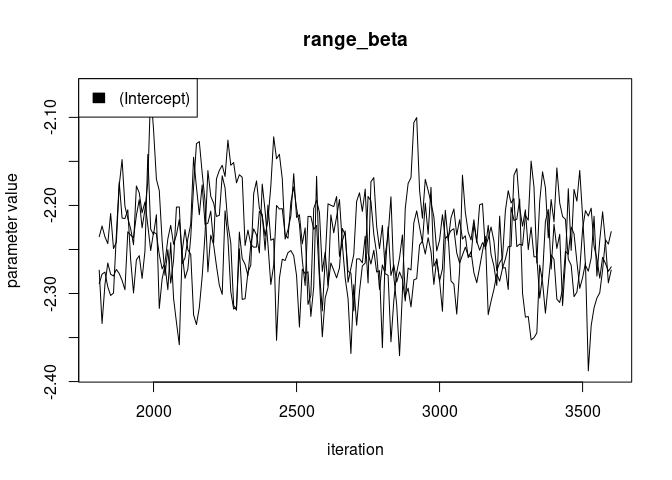 range_beta
(Intercept)
parameter value
-2.10
-2.20
-2.30
-2.40
2000
2500
3000
3500
iteration